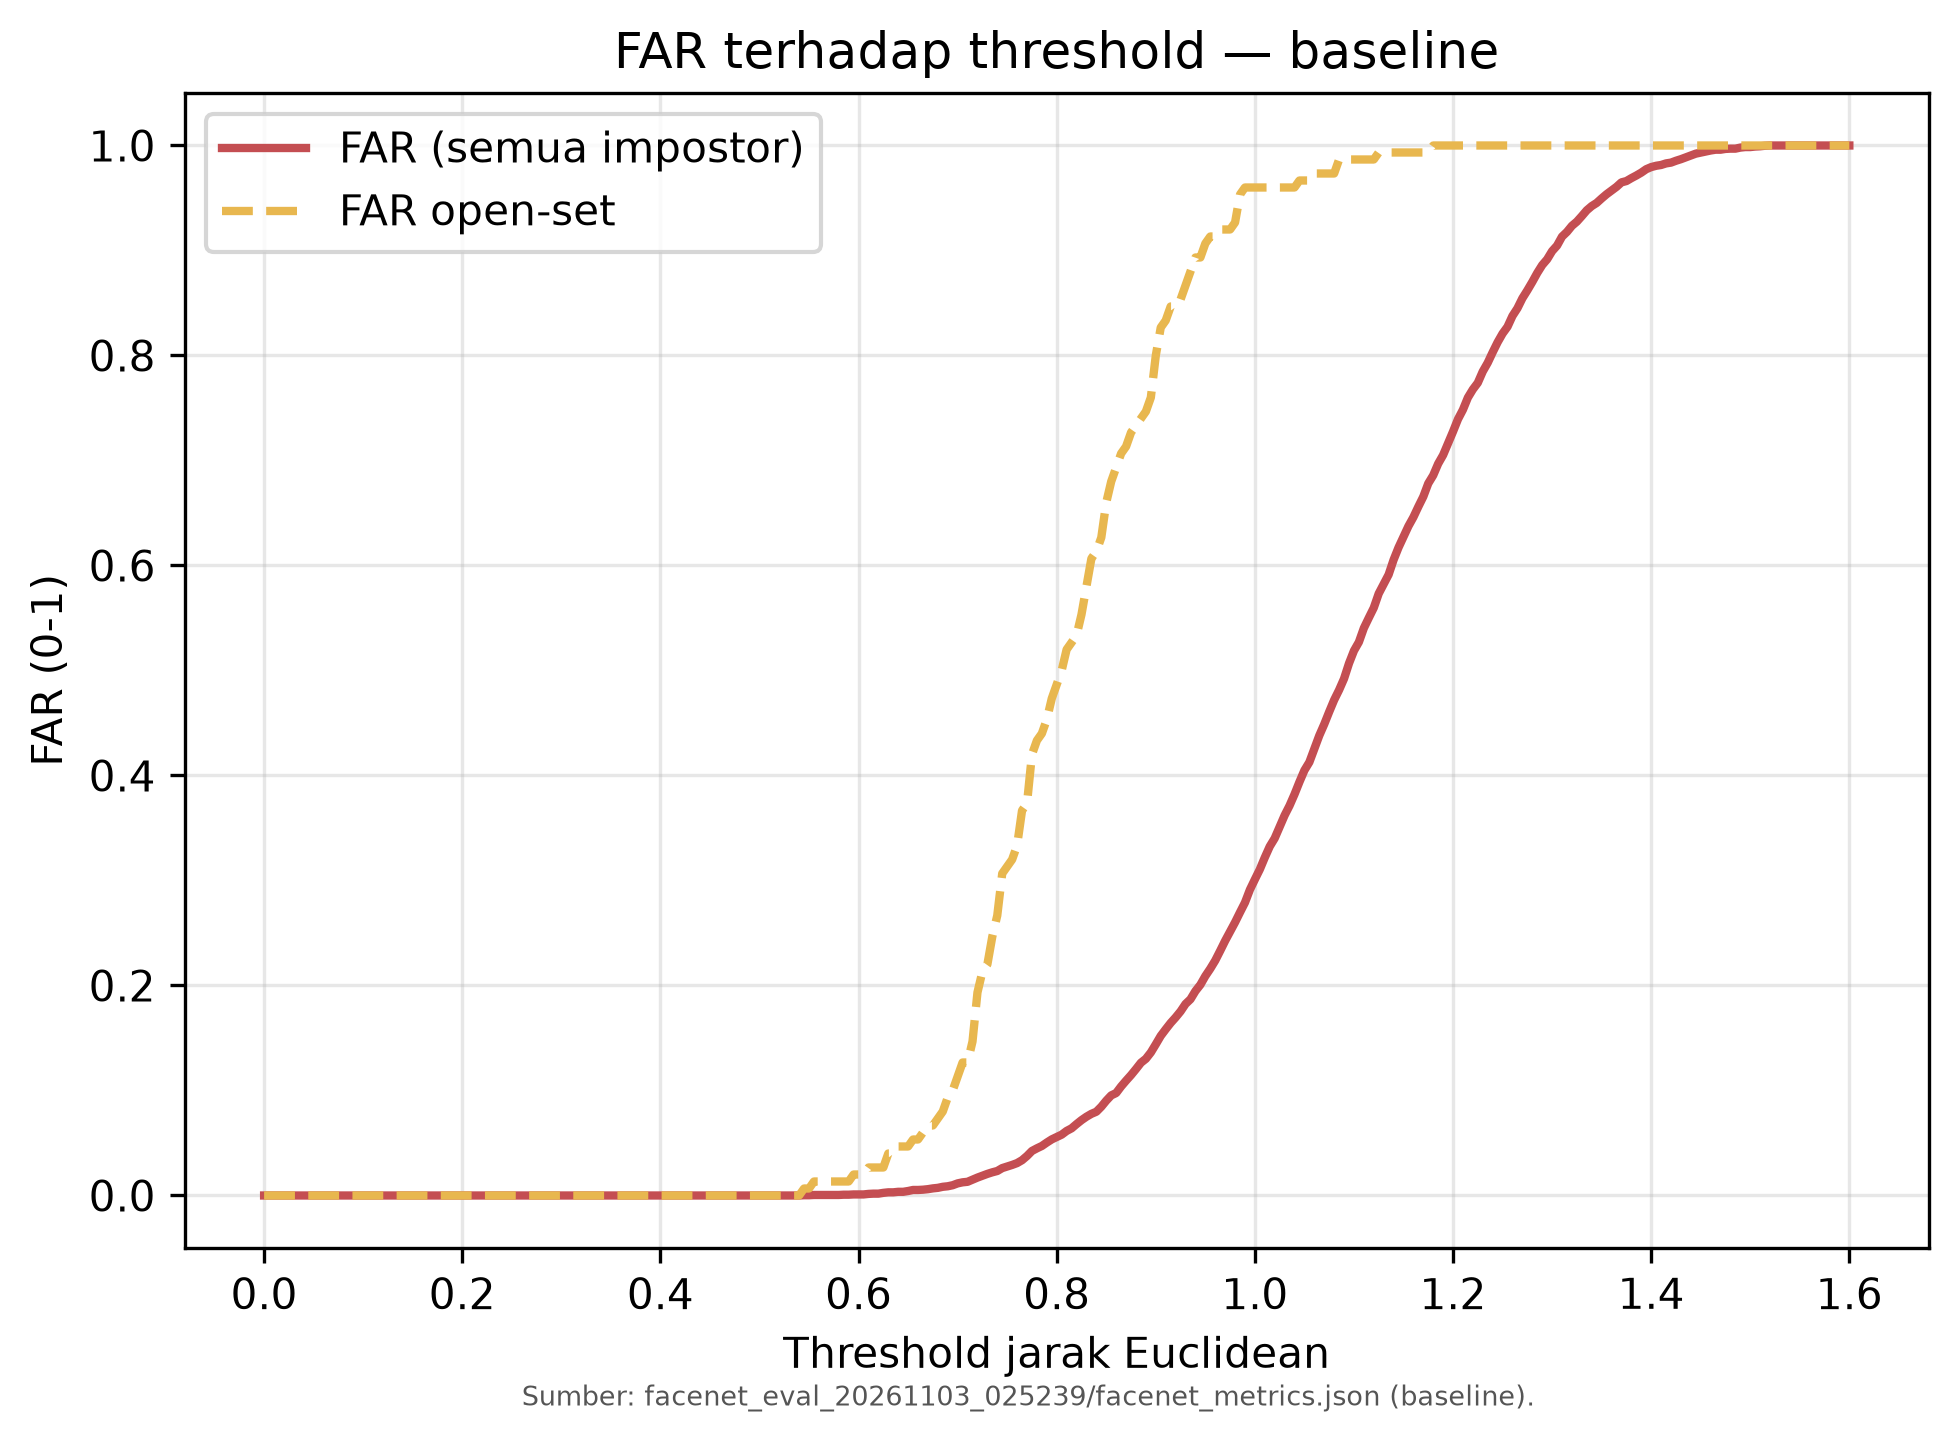 FAR terhadap threshold — baseline
FAR (semua impostor)
FAR open-set
1.0
0.8
0.6
0.4
0.2
0.0
FAR (0-1)
0.0 0.2 0.4 0.6 0.8 1.0 1.2 1.4 1.6
Threshold jarak Euclidean
Sumber: facenet_eval_20261103_025239/facenet_metrics.json (baseline).